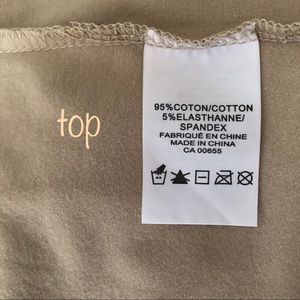 top
95%COTON/COTTON
5%ELASTHANNE/
SPANDEX
FABRIQUÉ EN CHINE
MADE IN CHINA
CA 00655